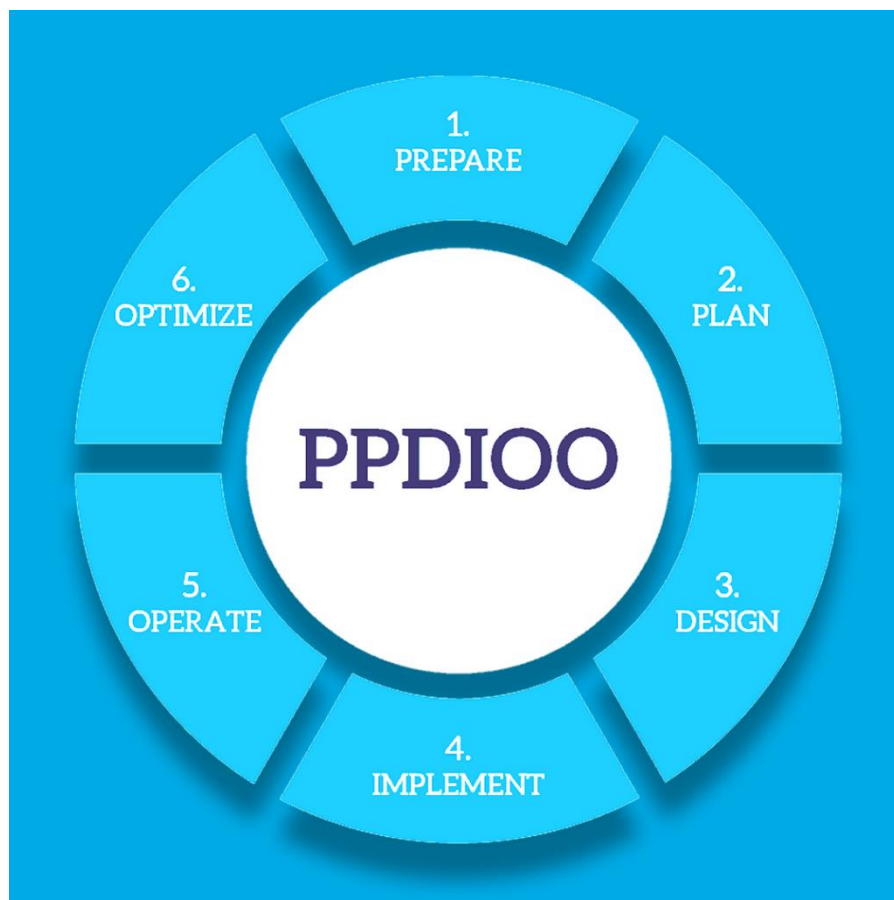 1.
PREPARE
2.
PLAN
3.
DESIGN
4.
IMPLEMENT
5.
OPERATE
6.
OPTIMIZE
PPDIOO